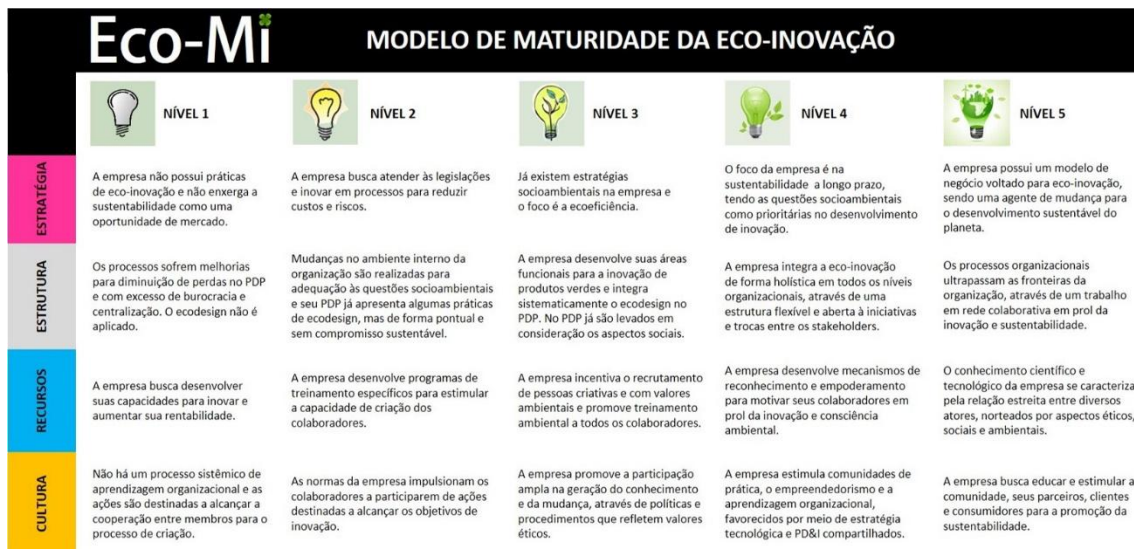 Eco-Mi
MODELO DE MATURIDADE DA ECO-INOVAÇÃO
NÍVEL 1
NÍVEL 2
NÍVEL 3
NÍVEL 4
NÍVEL 5
ESTRATÉGIA
A empresa não possui práticas
de eco-inovação e não enxerga a
sustentabilidade como uma
oportunidade de mercado.
A empresa busca atender às legislações
e inovar em processos para reduzir
custos e riscos.
Já existem estratégias
socioambientais na empresa e
o foco é a ecoeficiência.
O foco da empresa é na
sustentabilidade a longo prazo,
tendo as questões socioambientais
como prioritárias no desenvolvimento
de inovação.
A empresa possui um modelo de
negócio voltado para eco-inovação,
sendo uma agente de mudança para
o desenvolvimento sustentável do
planeta.
ESTRUTURA
Os processos sofrem melhorias
para diminuição de perdas no PDP
e com excesso de burocracia e
centralização. O ecodesign não é
aplicado.
Mudanças no ambiente interno da
organização são realizadas para
adequação às questões socioambientais
e seu PDP já apresenta algumas práticas
de ecodesign, mas de forma pontual e
sem compromisso sustentável.
A empresa desenvolve suas áreas
funcionais para a inovação de
produtos verdes e integra
sistematicamente o ecodesign no
PDP. No PDP já são levados em
consideração os aspectos sociais.
A empresa integra a eco-inovação
de forma holística em todos os níveis
organizacionais, através de uma
estrutura flexível e aberta à iniciativas
e trocas entre os stakeholders.
Os processos organizacionais
ultrapassam as fronteiras da
organização, através de um trabalho
em rede colaborativa em prol da
inovação e sustentabilidade.
RECURSOS
A empresa busca desenvolver
suas capacidades para inovar e
aumentar sua rentabilidade.
A empresa desenvolve programas de
treinamento específicos para estimular
a capacidade de criação dos
colaboradores.
A empresa incentiva o recrutamento
de pessoas criativas e com valores
ambientais e promove treinamento
ambiental a todos os colaboradores.
A empresa desenvolve mecanismos de
reconhecimento e empoderamento
para motivar seus colaboradores em
prol da inovação e consciência
ambiental.
O conhecimento científico e
tecnológico da empresa se caracteriza
pela relação estreita entre diversos
atores, norteados por aspectos éticos,
sociais e ambientais.
CULTURA
Não há um processo sistêmico de
aprendizagem organizacional e as
ações são destinadas a alcançar a
cooperação entre membros para o
processo de criação.
As normas da empresa impulsionam os
colaboradores a participarem de ações
destinadas a alcançar os objetivos de
inovação.
A empresa promove a participação
ampla na geração do conhecimento
e da mudança, através de políticas e
procedimentos que refletem valores
éticos.
A empresa estimula comunidades de
prática, o empreendedorismo e a
aprendizagem organizacional,
favorecidos por meio de estratégia
tecnológica e PD&I compartilhados.
A empresa busca educar e estimular a
comunidade, seus parceiros, clientes
e consumidores para a promoção da
sustentabilidade.